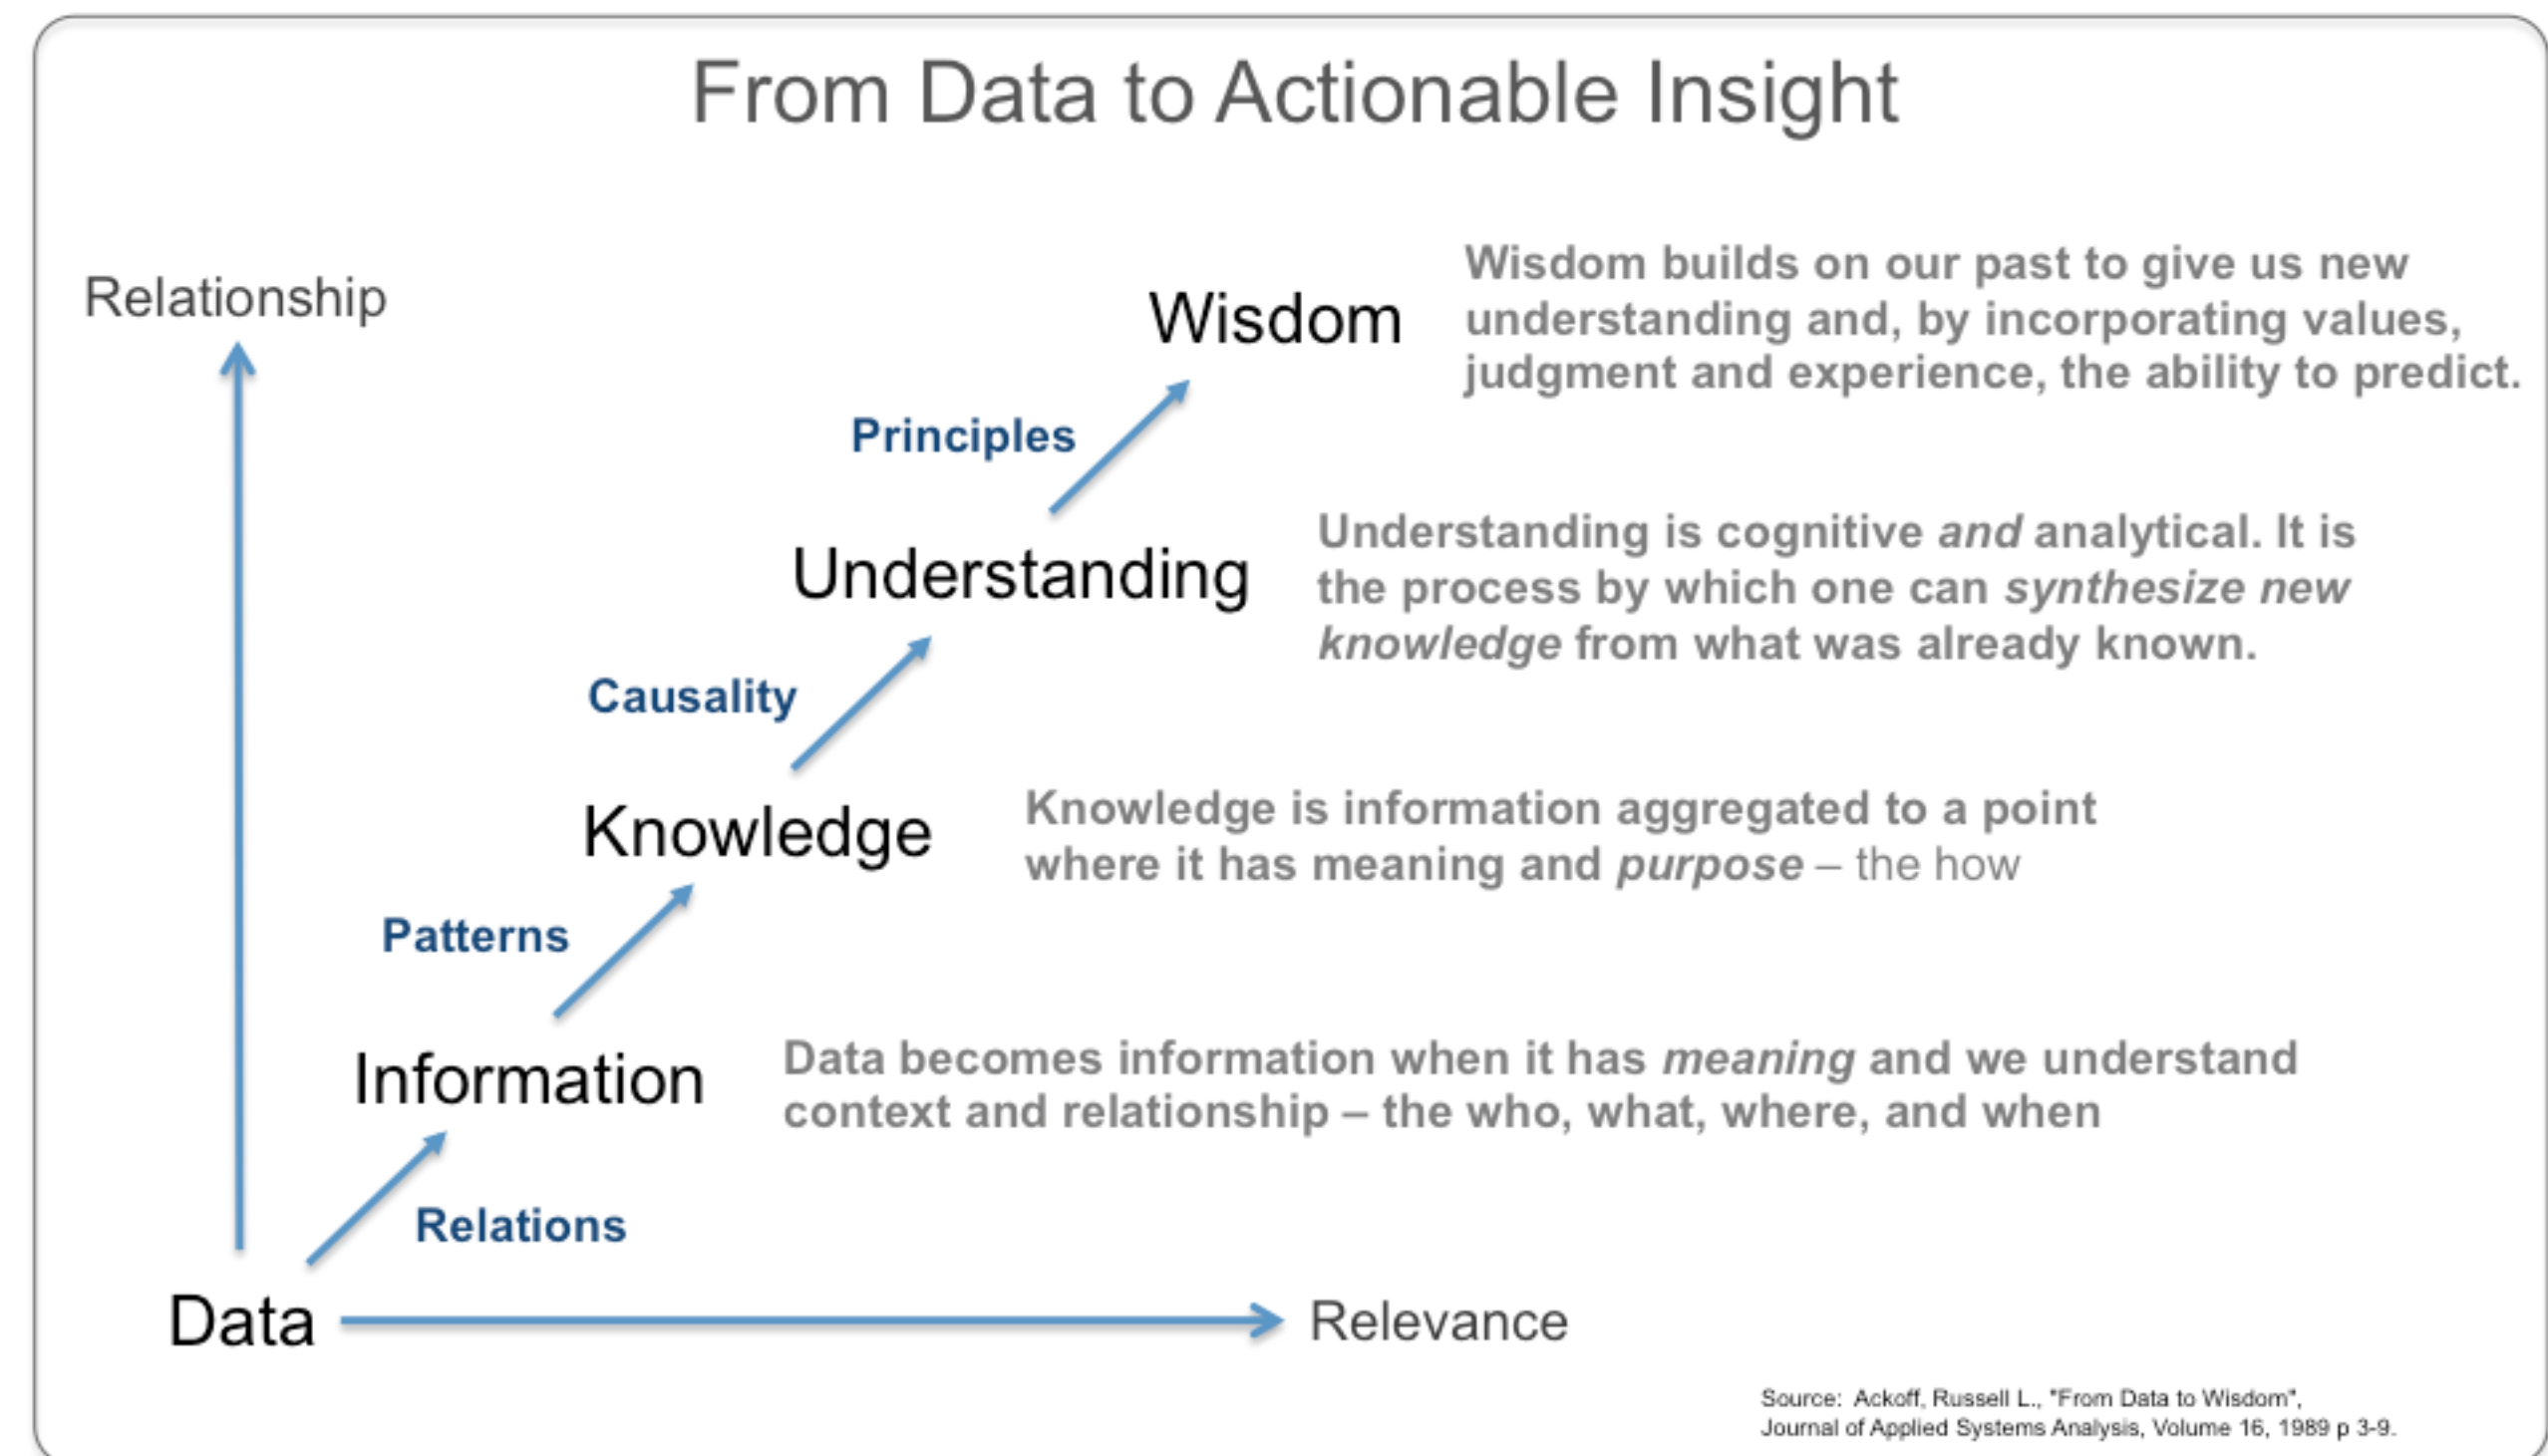 From Data to Actionable Insight
Relationship
Wisdom
Wisdom builds on our past to give us new
understanding and, by incorporating values,
judgment and experience, the ability to predict.
Principles
Understanding
Understanding is cognitive and analytical. It is
the process by which one can synthesize new
knowledge from what was already known.
Causality
Knowledge
Knowledge is information aggregated to a point
where it has meaning and purpose – the how
Patterns
Information
Data becomes information when it has meaning and we understand
context and relationship – the who, what, where, and when
Relations
Data
Relevance
Source: Ackoff, Russell L., "From Data to Wisdom",
Journal of Applied Systems Analysis, Volume 16, 1989 p 3-9.